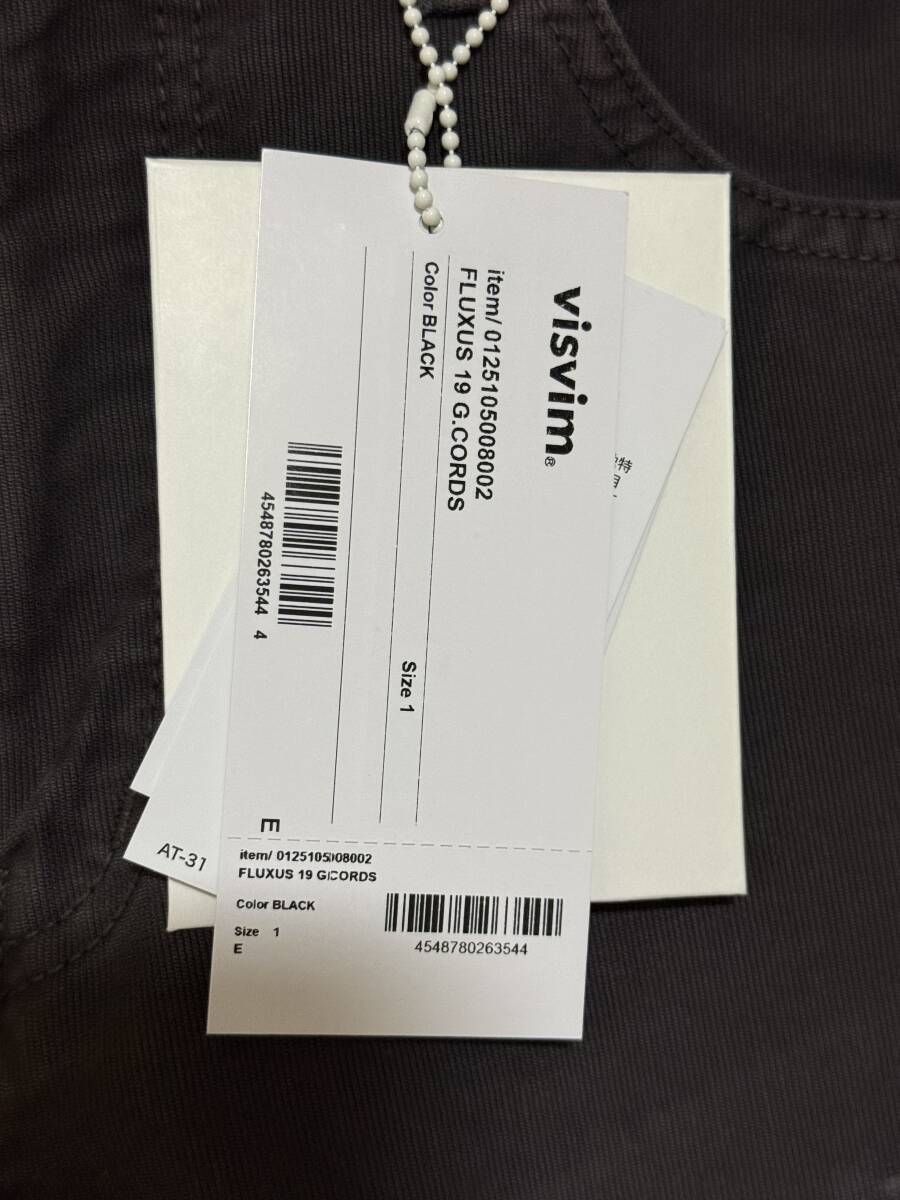 visvim®
item/ 0125105008002
FLUXUS 19 G.CORDS
Color BLACK
Size 1
4548780263544 4
E
item/ 0125105008002
FLUXUS 19 G.CORDS
Color BLACK
Size 1
E
4548780263544
AT-31
特